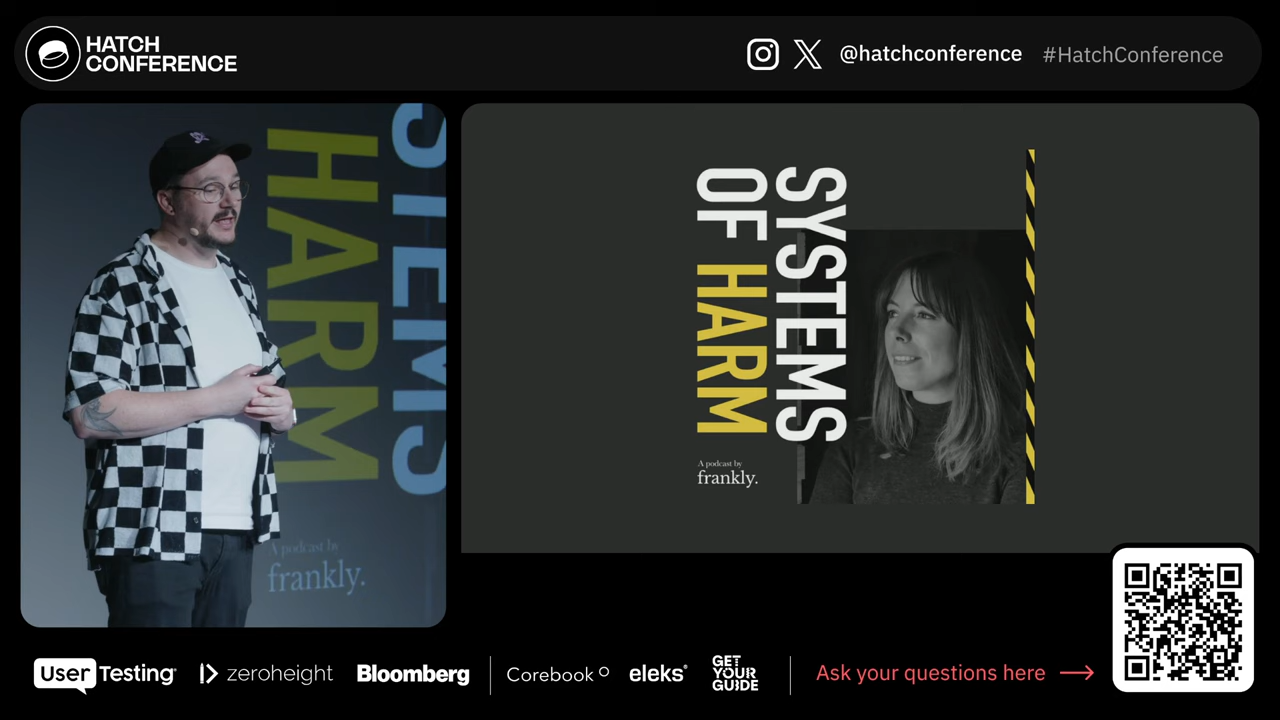 HATCH
CONFERENCE
@hatchconference #HatchConference
HARM
STEMS
A podcast by
frankly.
SYSTEMS
OF HARM
A podcast by
frankly.
UserTesting
zeroheight
Bloomberg
Corebook
eleks
GET
YOUR
GUIDE
Ask your questions here